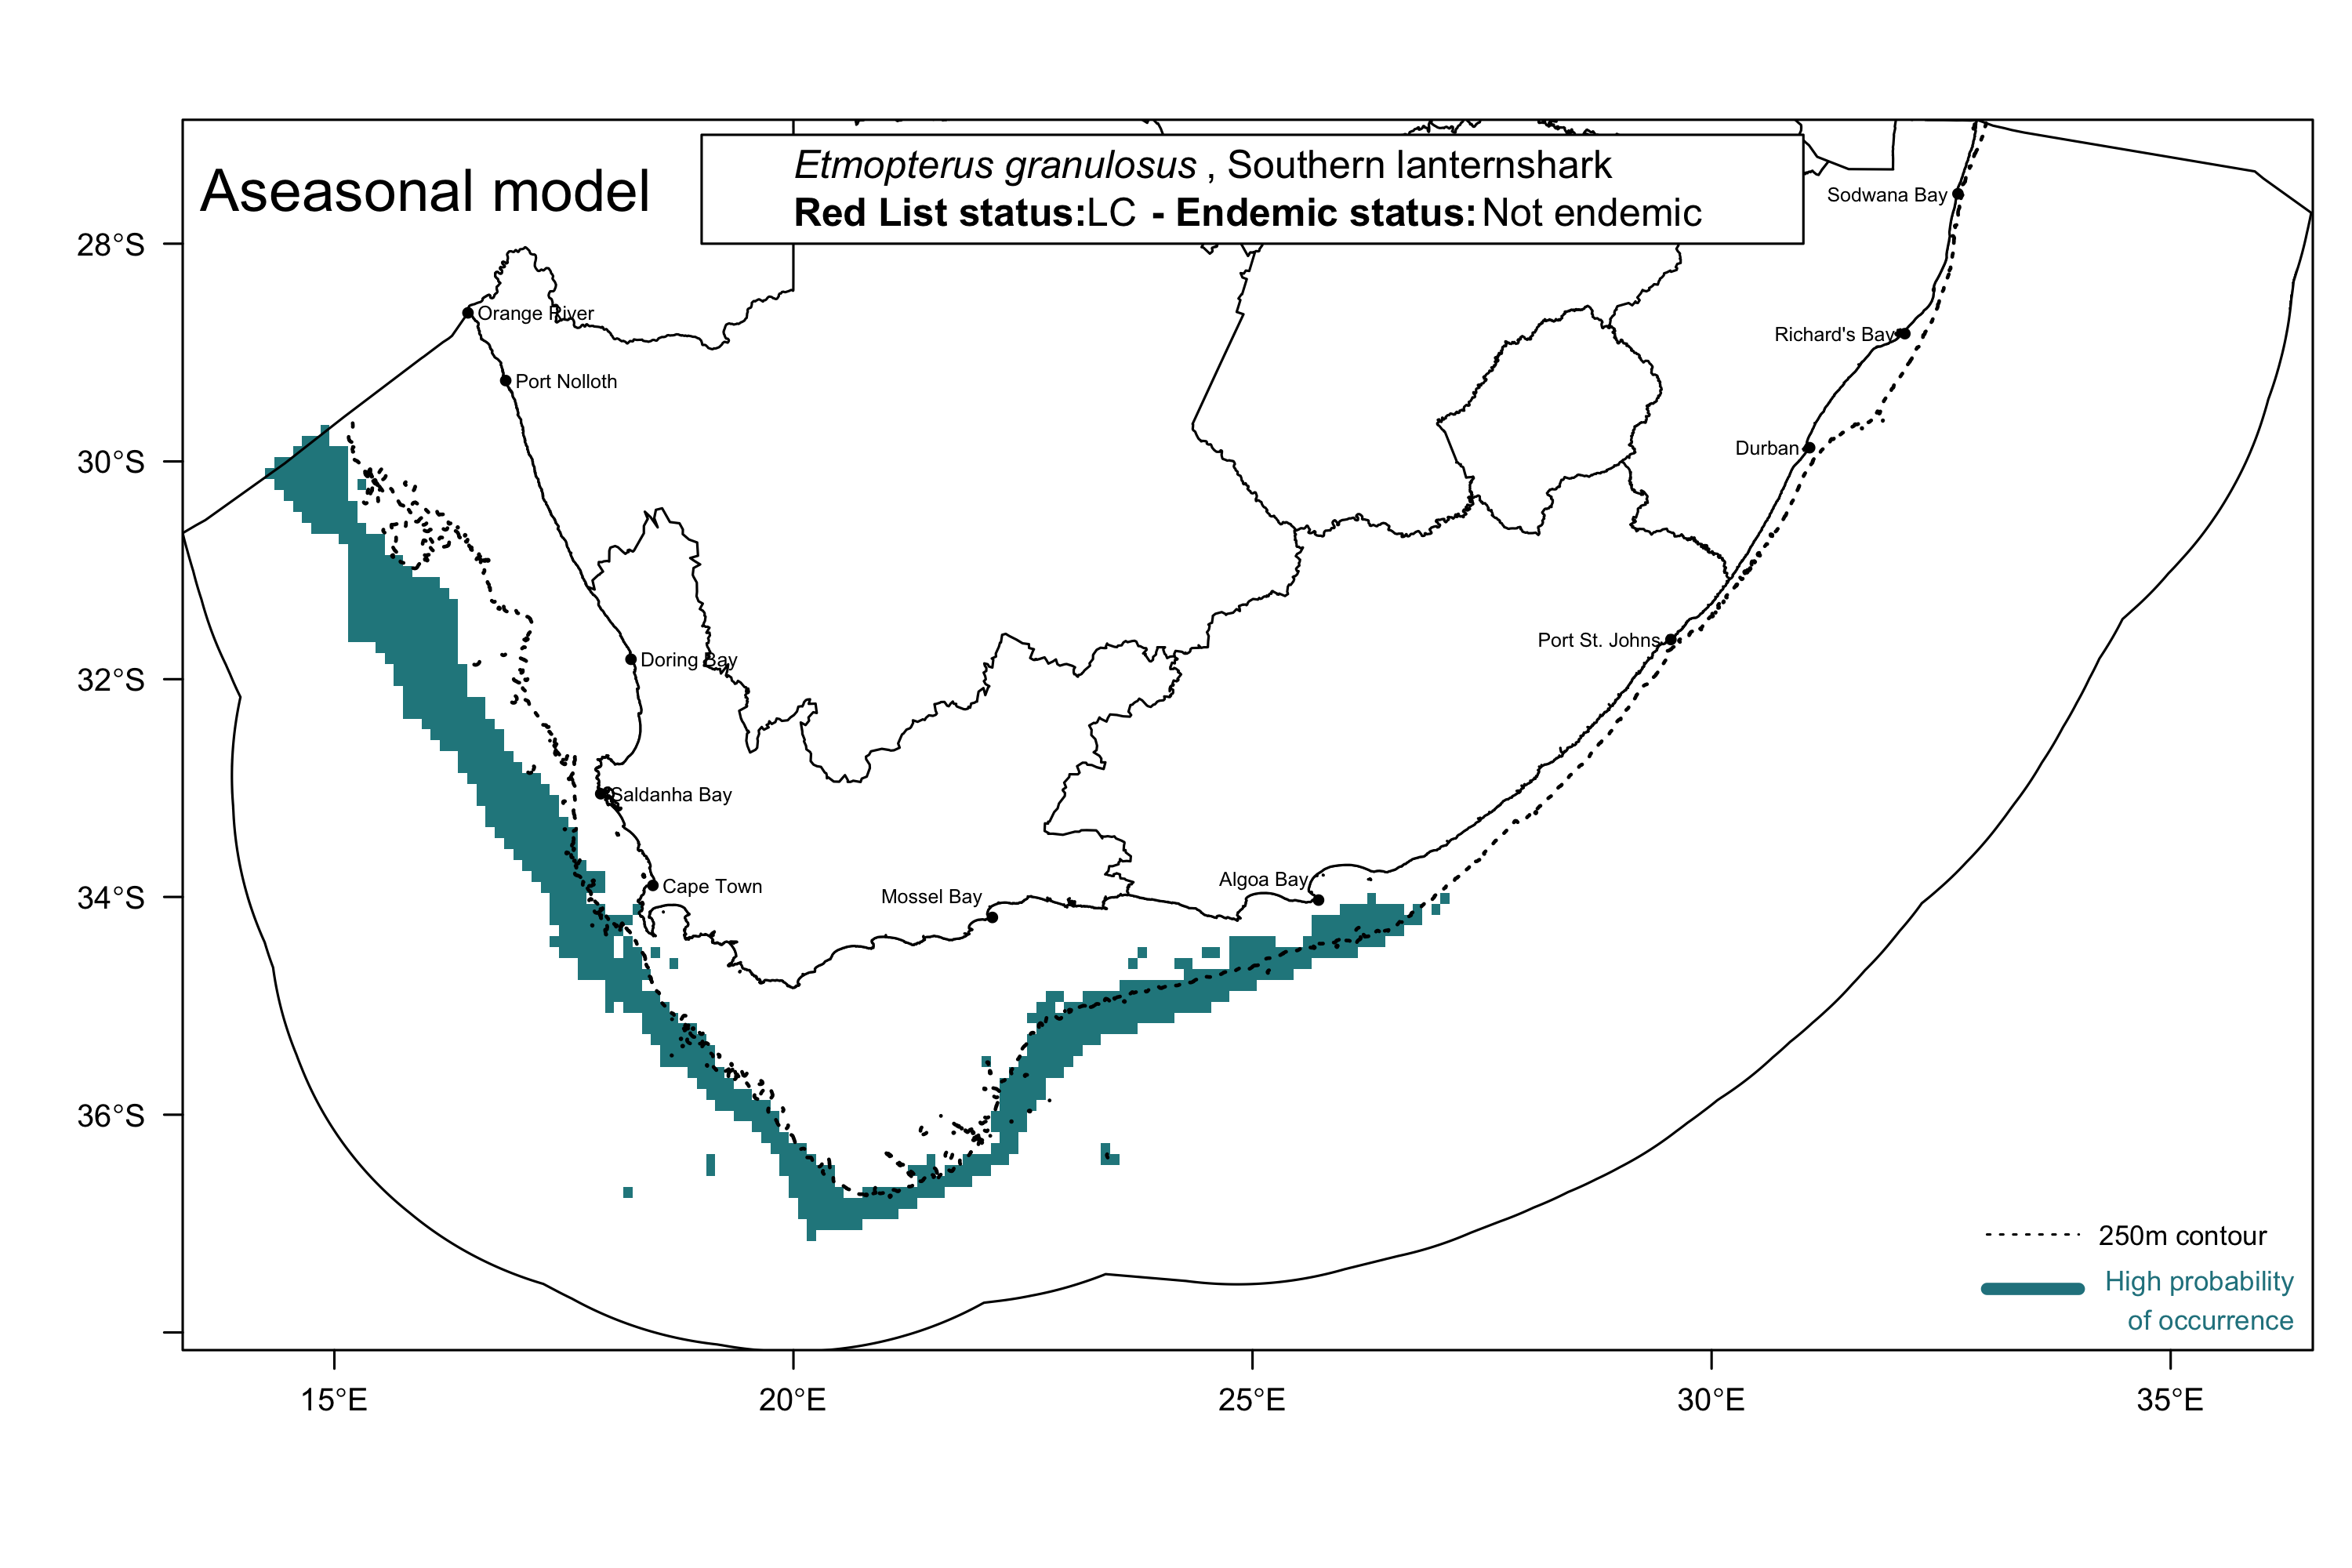 Aseasonal model
Etmopterus granulosus , Southern lanternshark
Red List status:LC - Endemic status: Not endemic
Sodwana Bay
28°S
Orange River
Richard's Bay
Port Nolloth
Durban
30°S
Port St. Johns
Doring Bay
32°S
Saldanha Bay
Algoa Bay
Cape Town
Mossel Bay
34°S
36°S
250m contour
High probability
of occurrence
15°E
20°E
25°E
30°E
35°E